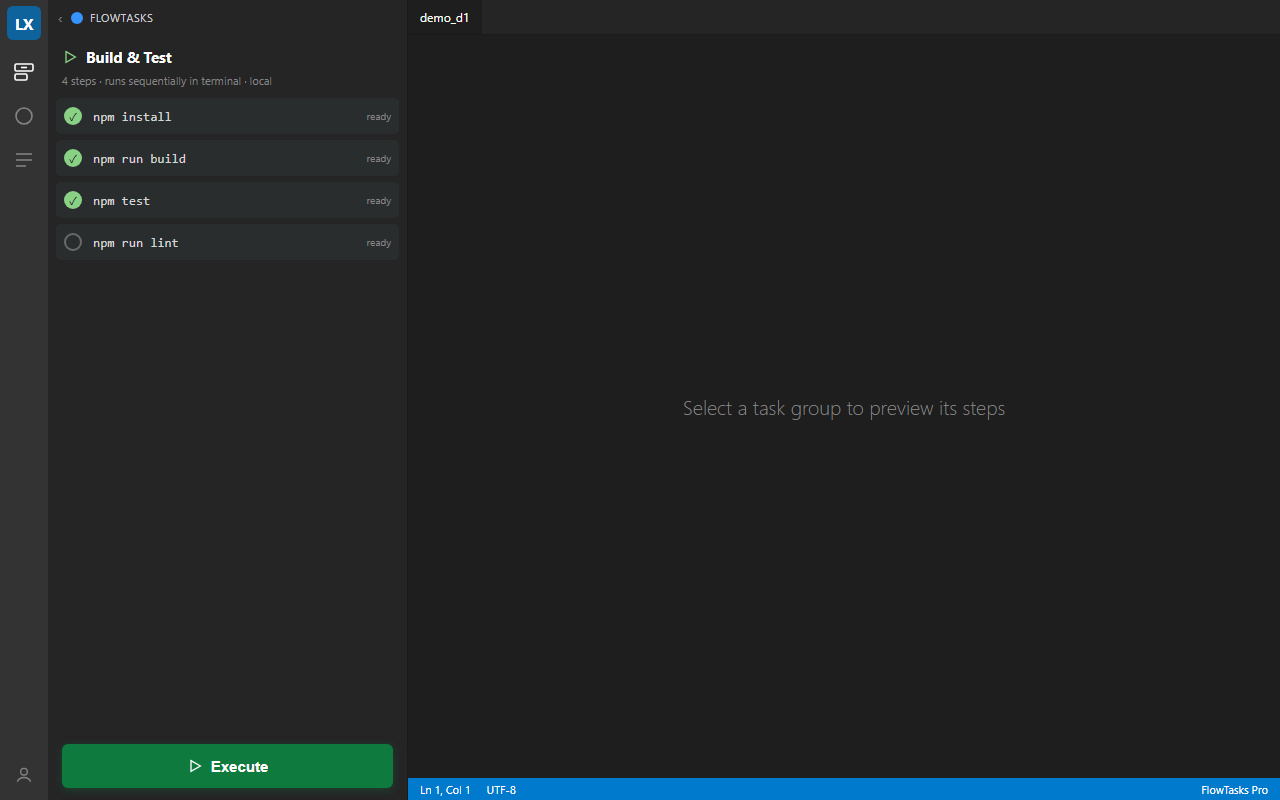 LX
‹ FLOWTASKS
demo_d1
Build & Test
4 steps · runs sequentially in terminal · local
✓ npm install ready
✓ npm run build ready
✓ npm test ready
npm run lint ready
Select a task group to preview its steps
Execute
Ln 1, Col 1 UTF-8 FlowTasks Pro